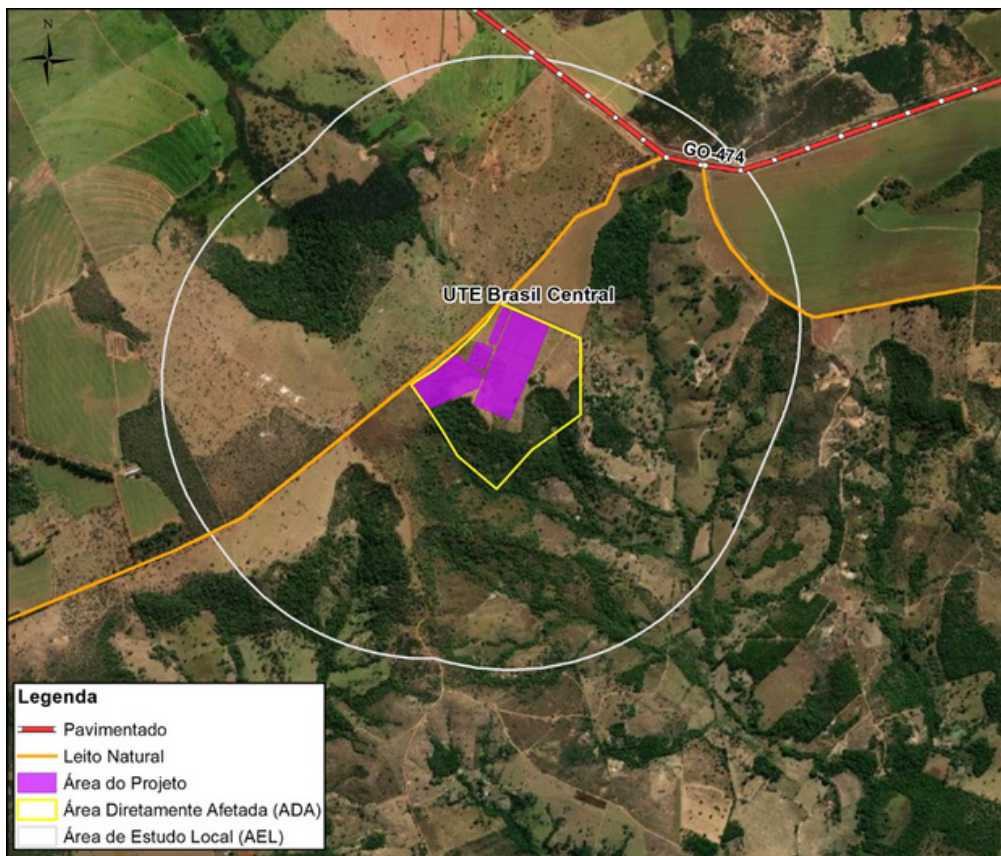 N
GO-474
UTE Brasil Central
Legenda
Pavimentado
Leito Natural
Área do Projeto
Área Diretamente Afetada (ADA)
Área de Estudo Local (AEL)